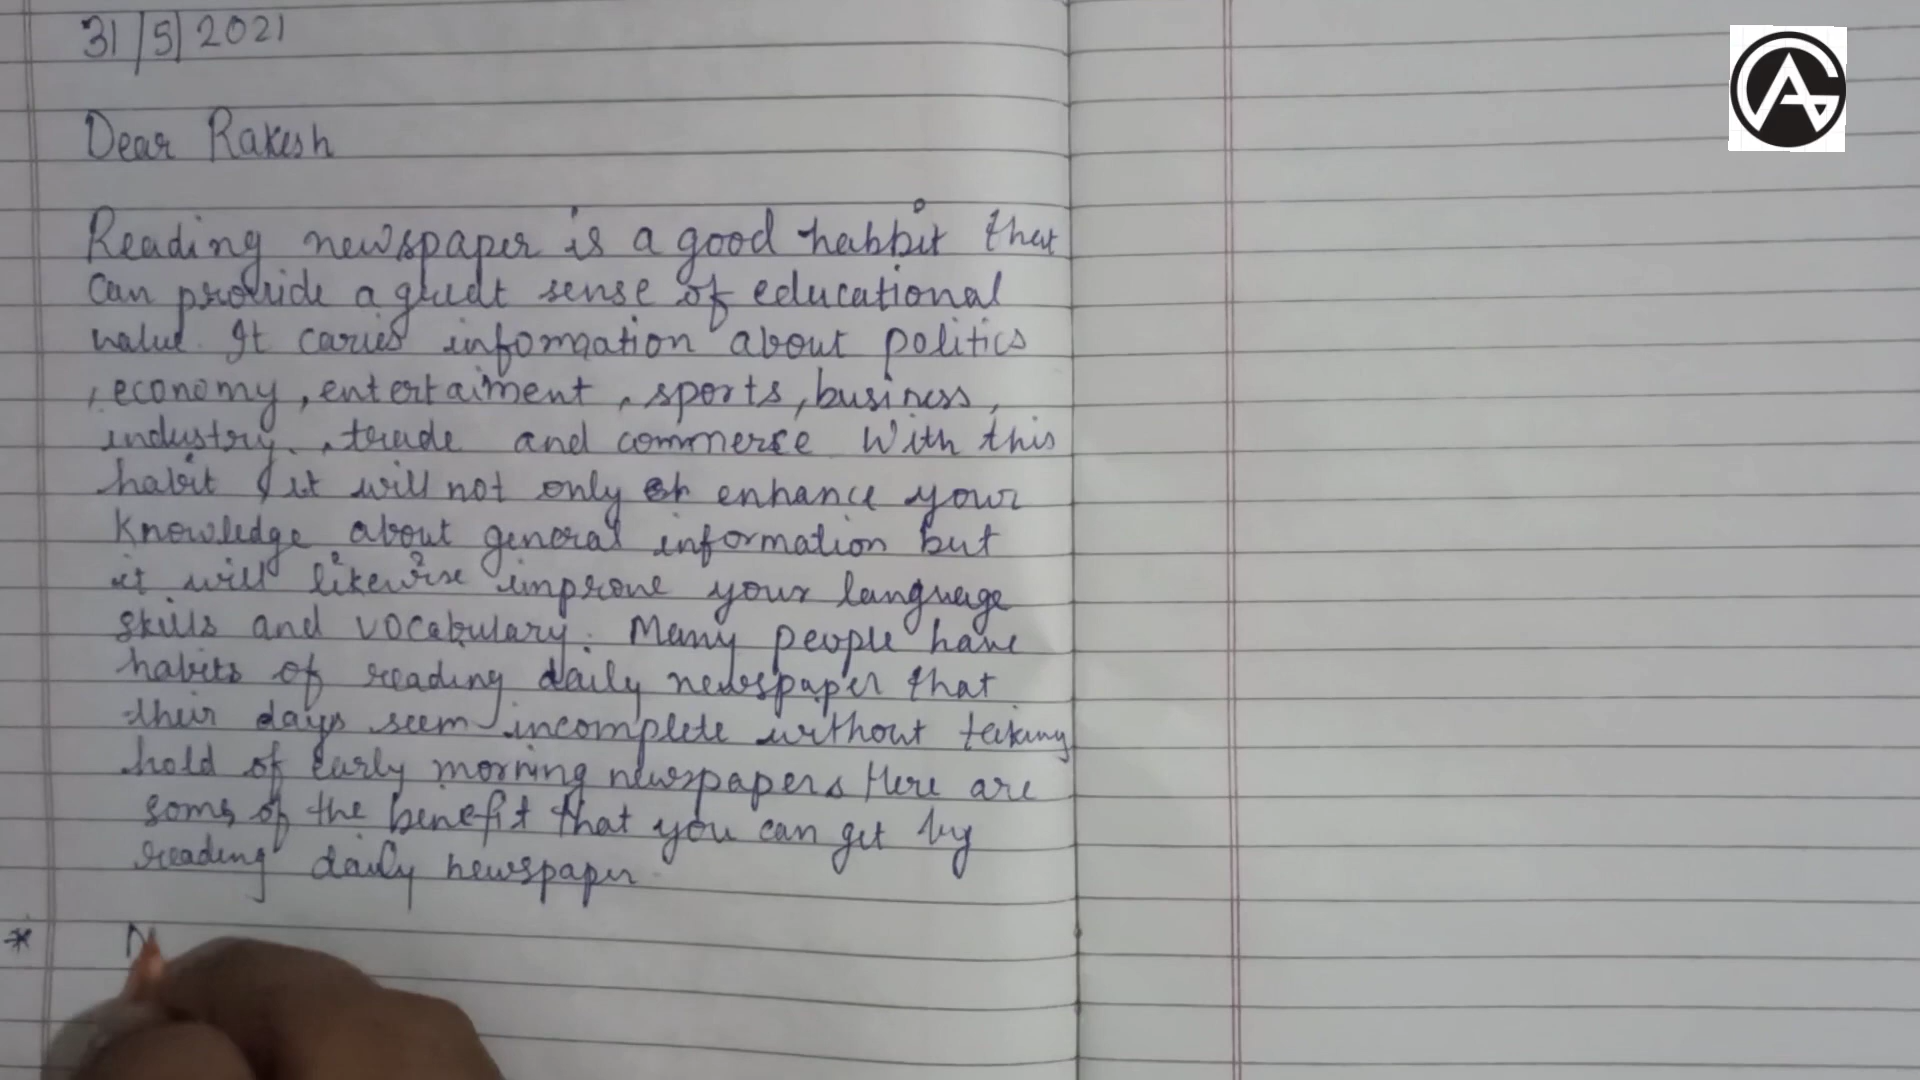 31/5/2021
Dear Rakesh
Reading newspaper is a good habbit that
can provide a great sense of educational
value. It caries infomation about politics
, economy, entertaiment, sports, business,
industry, trade and commerse With this
habit it will not only enhance your
knowledge about general information but
it will likewise improve your language
skills and vocabulary. Many people have
habits of reading daily newspaper that
their days seem incomplete without taking
hold of early morning newspapers Here are
some of the benefit that you can get by
reading daily newspaper.
* N